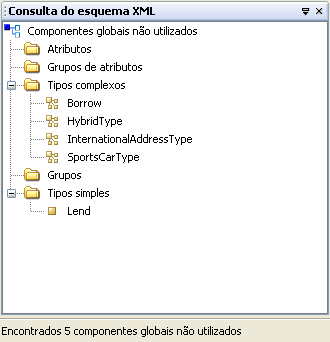 Consulta do esquema XML
Componentes globais não utilizados
Atributos
Grupos de atributos
Tipos complexos
Borrow
HybridType
InternationalAddressType
SportsCarType
Grupos
Tipos simples
Lend
Encontrados 5 componentes globais não utilizados